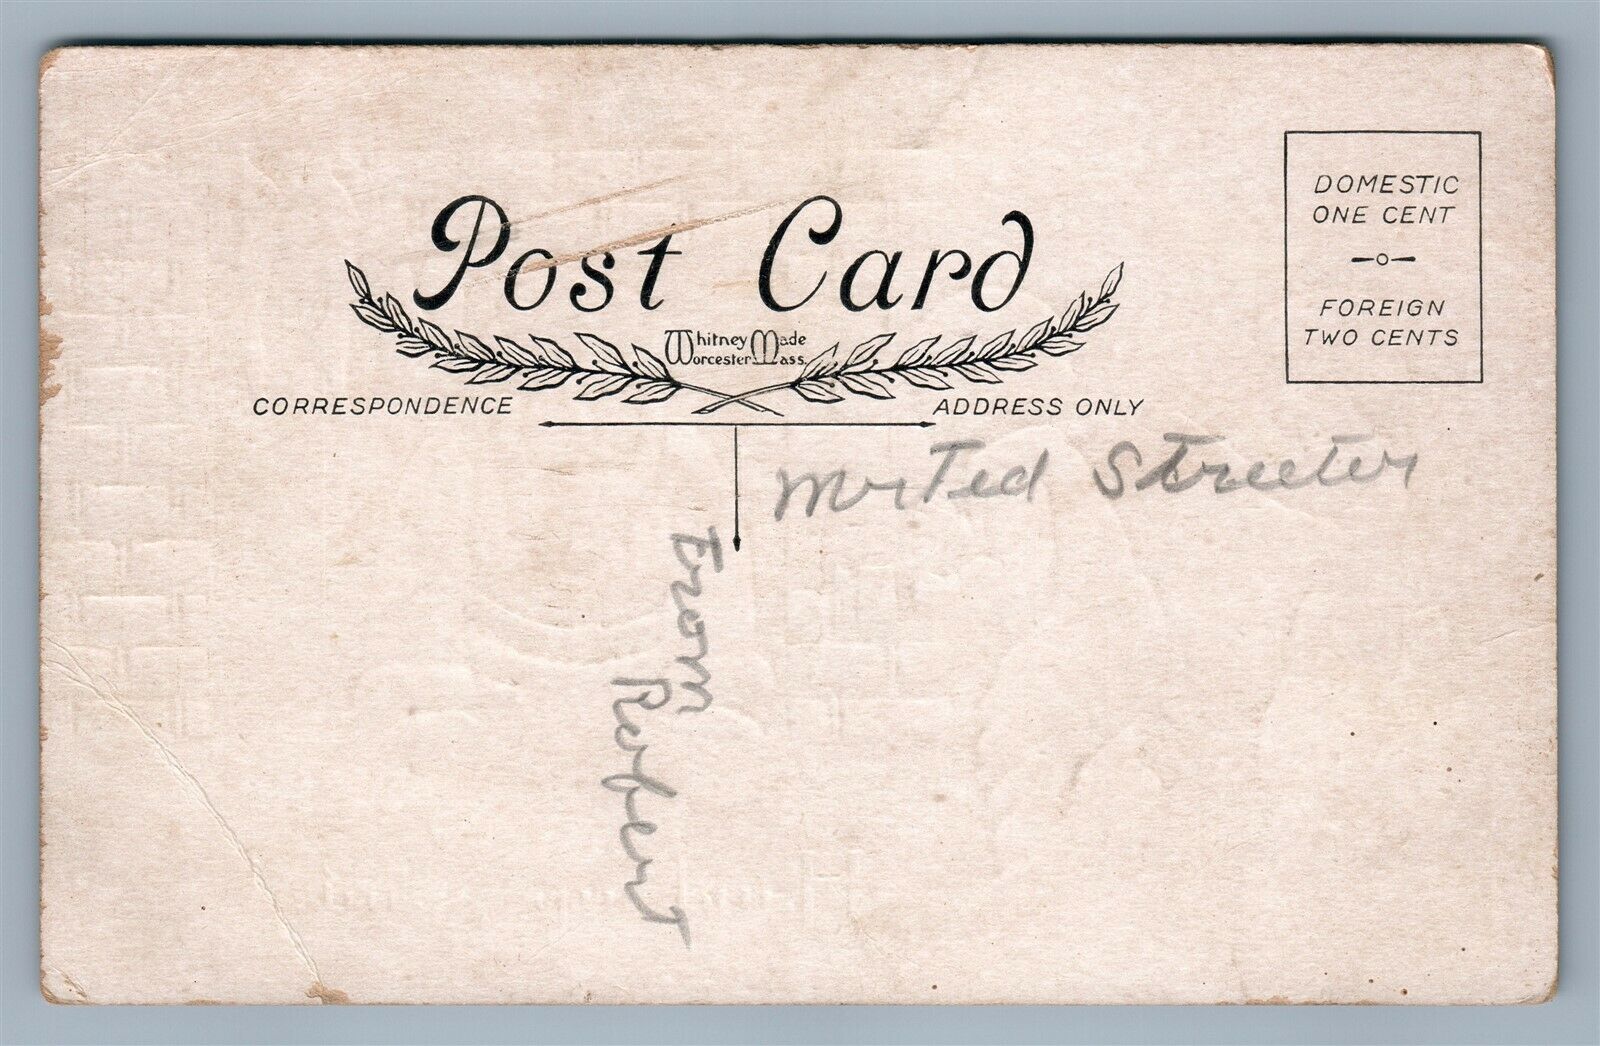 Post Card
Whitney Made
Worcester Mass.
DOMESTIC
ONE CENT
FOREIGN
TWO CENTS
CORRESPONDENCE
ADDRESS ONLY
Mr Ted Streeter
From
Robert